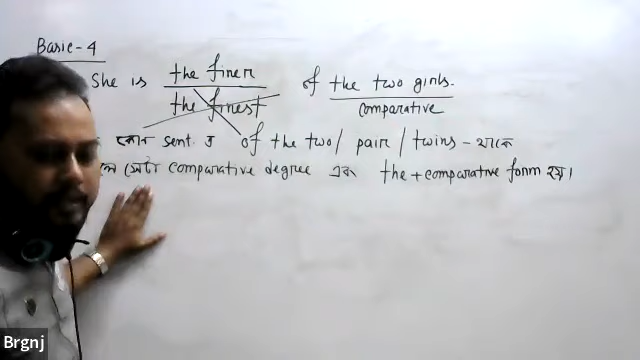 Basic-4
She is the finer of the two girls.
the finest comparative
কোন sent. এ of the two/ pair / twins - থাকে
সেটা comparative degree এবং the + comparative form হয়।
Brgnj